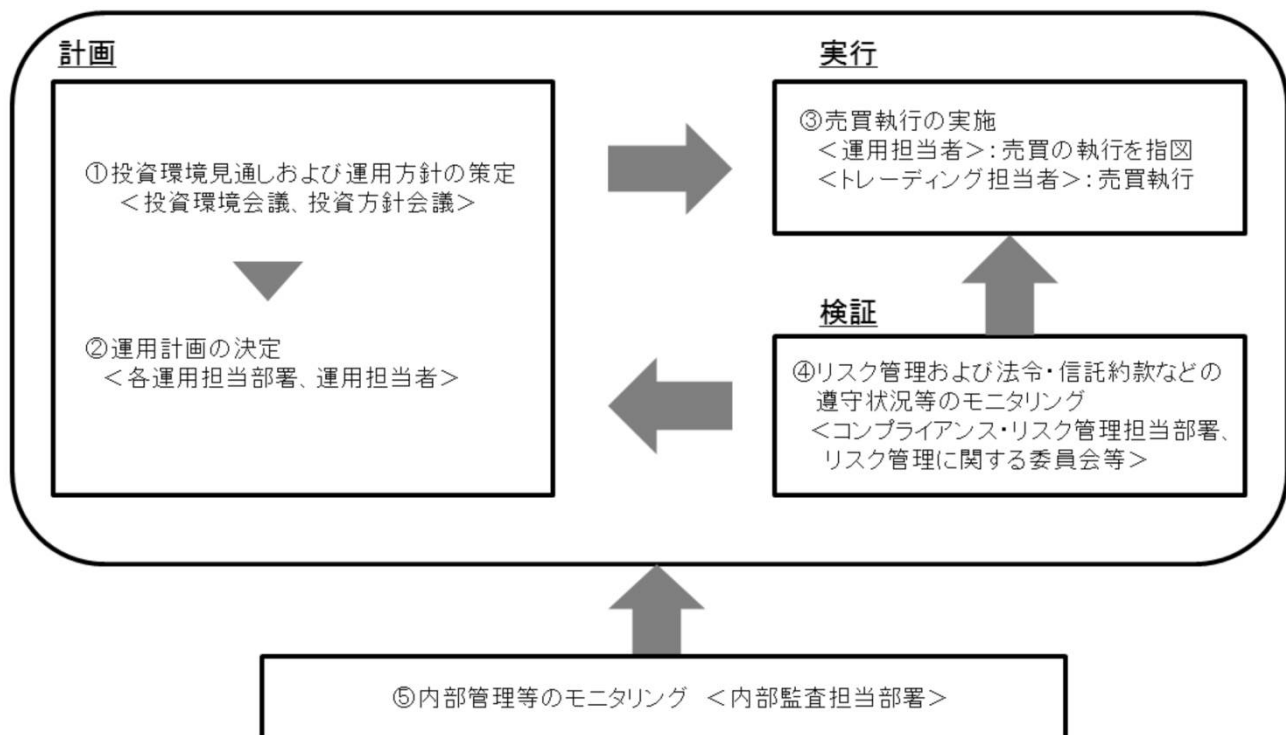 計画
①投資環境見通しおよび運用方針の策定
＜投資環境会議、投資方針会議＞
②運用計画の決定
＜各運用担当部署、運用担当者＞
実行
③売買執行の実施
＜運用担当者＞：売買の執行を指図
＜トレーディング担当者＞：売買執行
検証
④リスク管理および法令・信託約款などの
遵守状況等のモニタリング
＜コンプライアンス・リスク管理担当部署、
リスク管理に関する委員会等＞
⑤内部管理等のモニタリング ＜内部監査担当部署＞